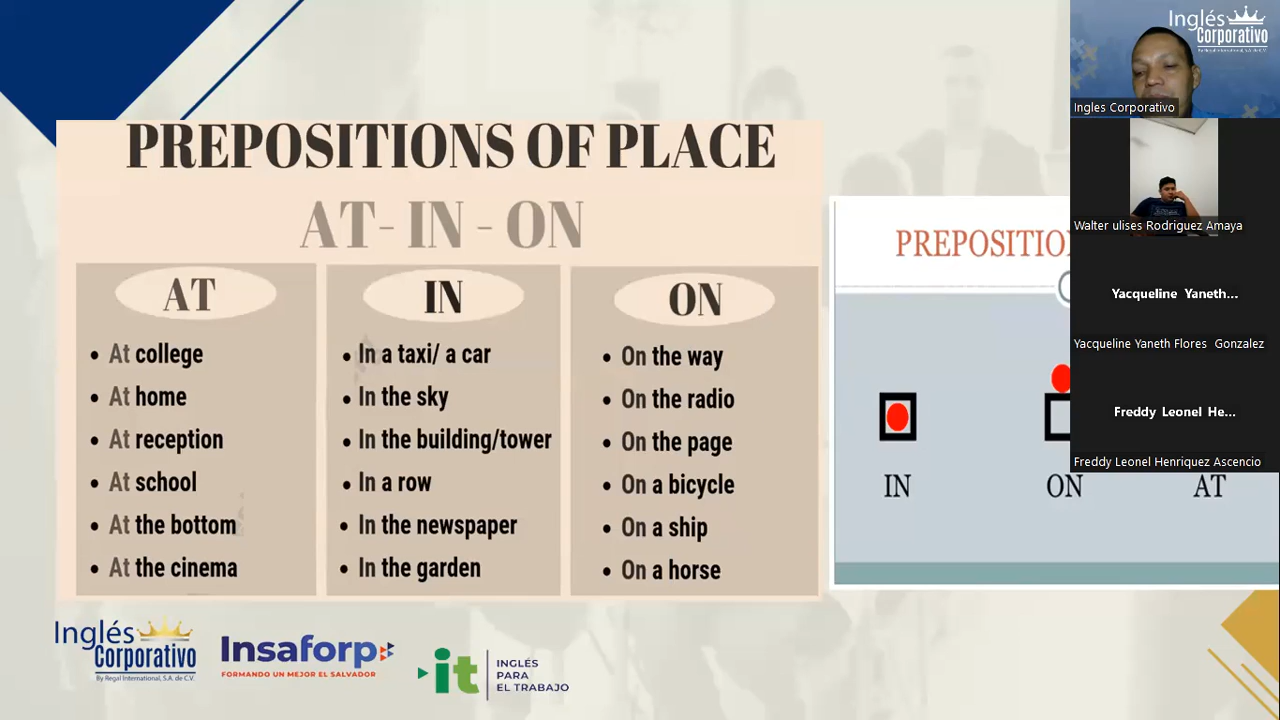 PREPOSITIONS OF PLACE
AT- IN - ON
AT
• At college
• At home
• At reception
• At school
• At the bottom
• At the cinema
IN
• In a taxi/ a car
• In the sky
• In the building/tower
• In a row
• In the newspaper
• In the garden
ON
• On the way
• On the radio
• On the page
• On a bicycle
• On a ship
• On a horse
PREPOSITIO
IN
ON
AT
Inglés
Corporativo
By Regal International, S.A. de C.V.
Insaforp
FORMANDO UN MEJOR EL SALVADOR
it
INGLÉS
PARA
EL TRABAJO
Inglés
Corporativo
By Regal International, S.A. de C.V.
Ingles Corporativo
Walter ulises Rodriguez Amaya
Yacqueline Yaneth...
Yacqueline Yaneth Flores Gonzalez
Freddy Leonel He...
Freddy Leonel Henriquez Ascencio